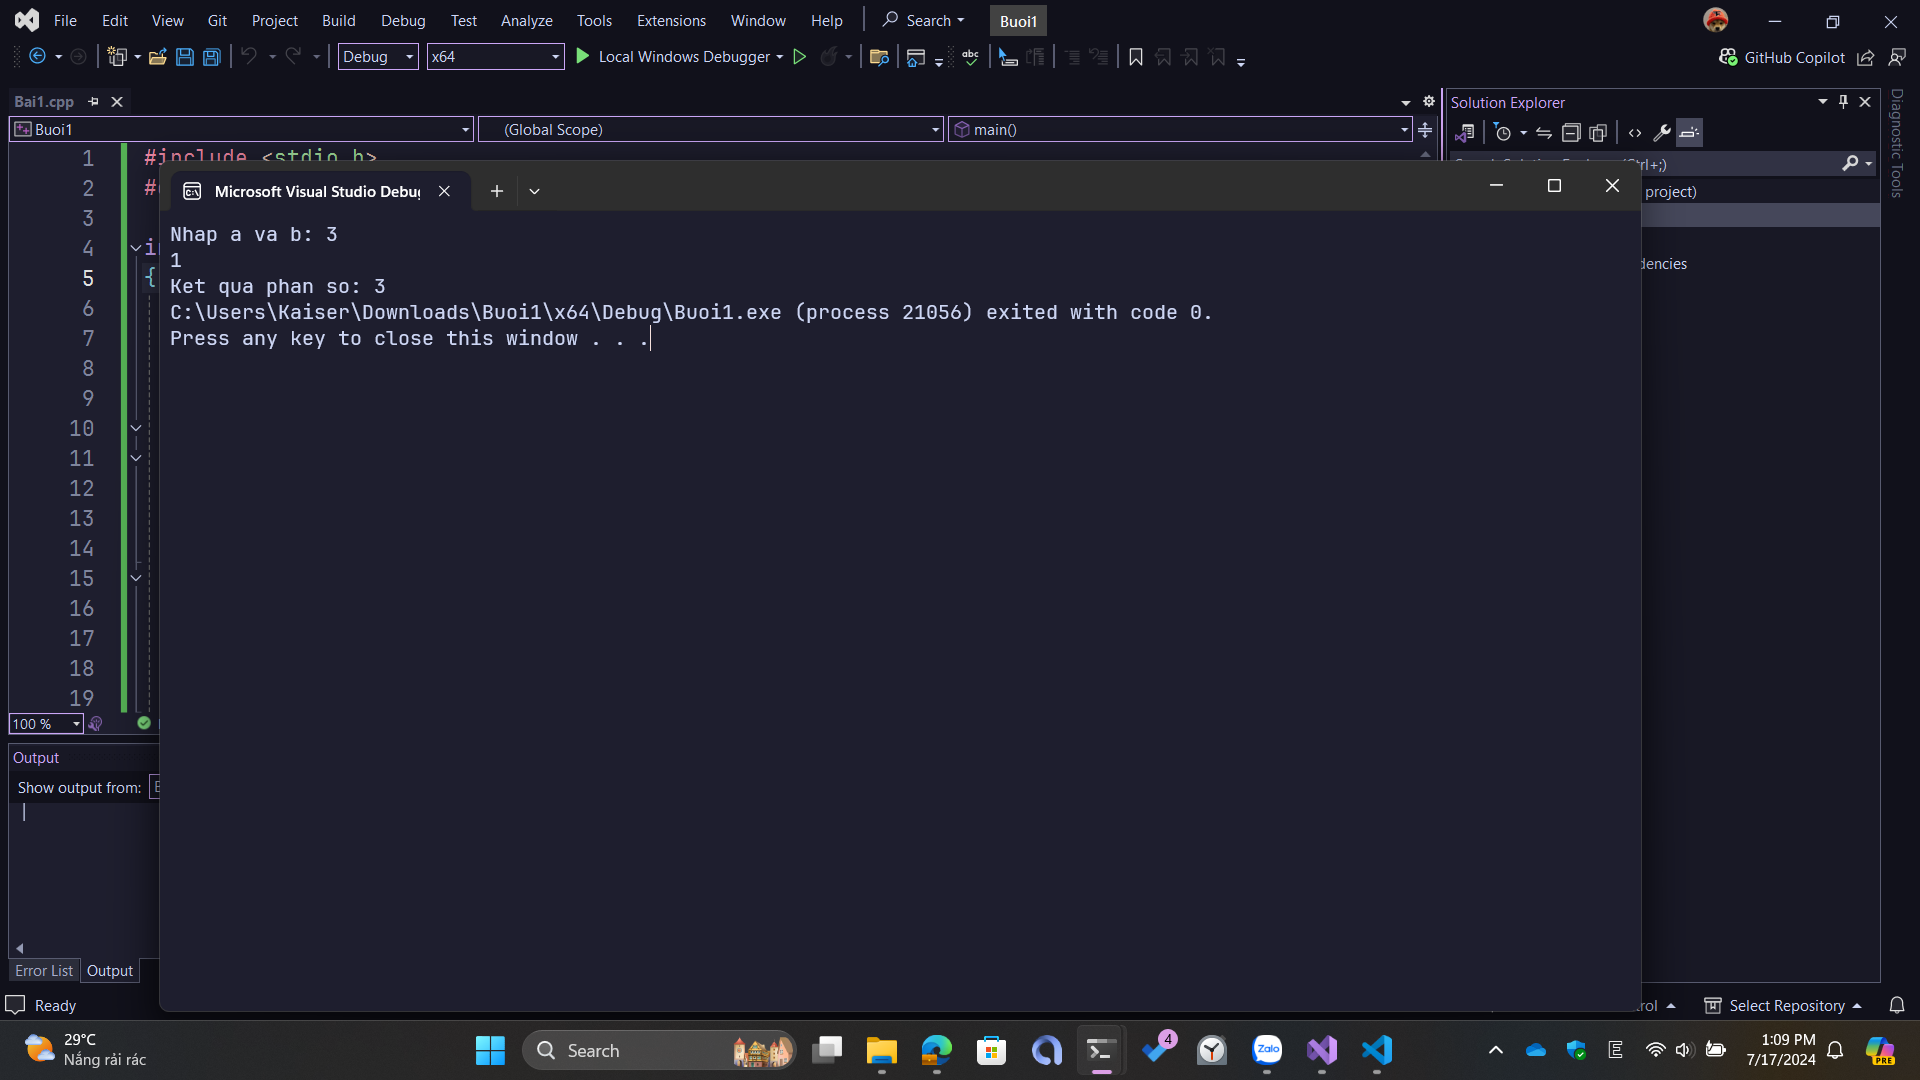 File Edit View Git Project Build Debug Test Analyze Tools Extensions Window Help Search Buoi1
Debug x64 Local Windows Debugger GitHub Copilot
Bai1.cpp
Solution Explorer
Diagnostic Tools
Buoi1 (Global Scope) main()
1 #include <stdio.h>
Ctrl+;)
2 #
Microsoft Visual Studio Debug
project)
3
Nhap a va b: 3
4
1
dencies
5 {
Ket qua phan so: 3
6
C:\Users\Kaiser\Downloads\Buoi1\x64\Debug\Buoi1.exe (process 21056) exited with code 0.
7
Press any key to close this window . . .
8
9
10
11
12
13
14
15
16
17
18
19
100 %
Output
Show output from:
Error List Output
Ready
rol Select Repository
29°C
Nắng rải rác
Search
Zalo
4
E
1:09 PM
7/17/2024
PRE